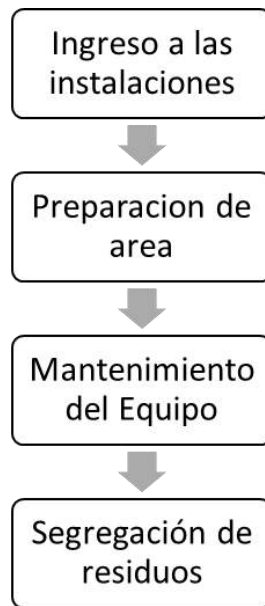 Ingreso a las
instalaciones
Preparacion de
area
Mantenimiento
del Equipo
Segregación de
residuos